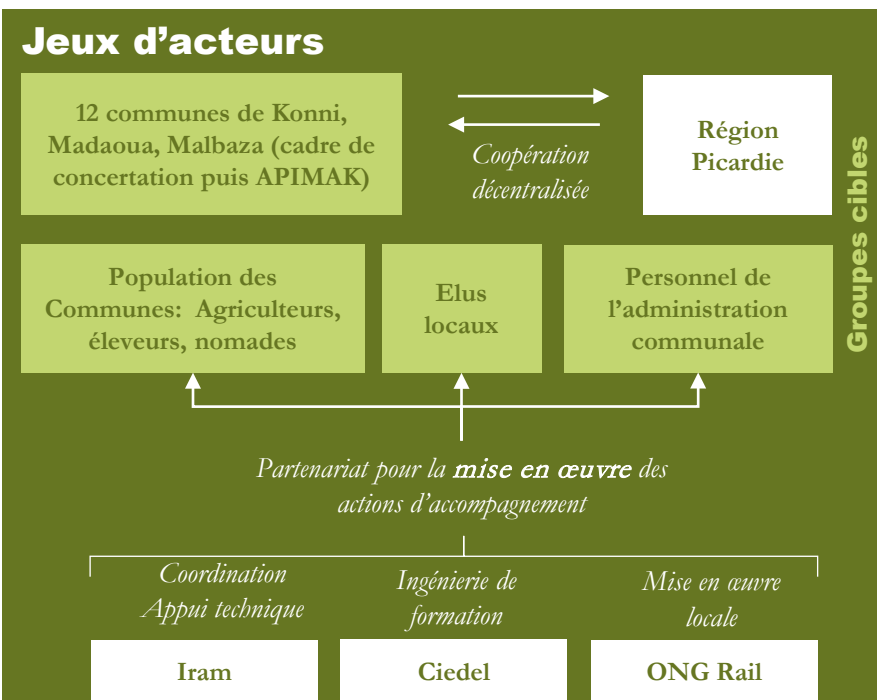 Jeux d'acteurs
12 communes de Konni,
Madaoua, Malbaza (cadre de
concertation puis APIMAK)
Coopération
décentralisée
Région
Picardie
Groupes cibles
Population des
Communes: Agriculteurs,
éleveurs, nomades
Elus
locaux
Personnel de
l'administration
communale
Partenariat pour la mise en œuvre des
actions d'accompagnement
Coordination
Appui technique
Ingénierie de
formation
Mise en œuvre
locale
Iram
Ciedel
ONG Rail